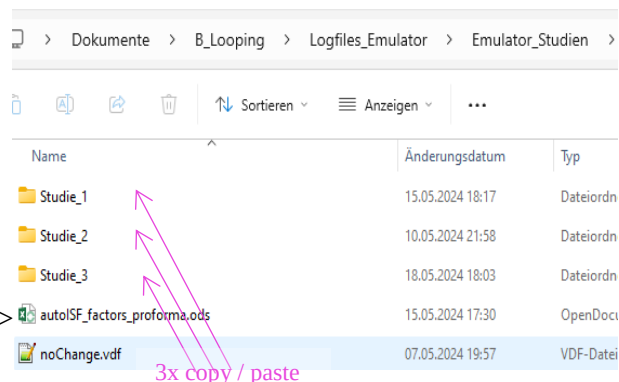 > Dokumente > B_Looping > Logfiles_Emulator > Emulator_Studien >
Sortieren Anzeigen ...
Name Änderungsdatum Typ
Studie_1 15.05.2024 18:17 Dateiordn
Studie_2 10.05.2024 21:58 Dateiordn
Studie_3 18.05.2024 18:03 Dateiordn
> autoISF_factors_proforma.ods 15.05.2024 17:30 OpenDocu
noChange.vdf 07.05.2024 19:57 VDF-Datei
3x copy / paste